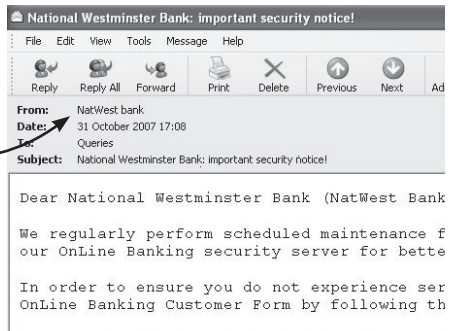 National Westminster Bank: important security notice!
File Edit View Tools Message Help
Reply Reply All Forward Print Delete Previous Next Ad
From: NatWest bank
Date: 31 October 2007 17:08
To: Queries
Subject: National Westminster Bank: important security notice!
Dear National Westminster Bank (NatWest Bank
We regularly perform scheduled maintenance f
our OnLine Banking security server for bette
In order to ensure you do not experience ser
OnLine Banking Customer Form by following th